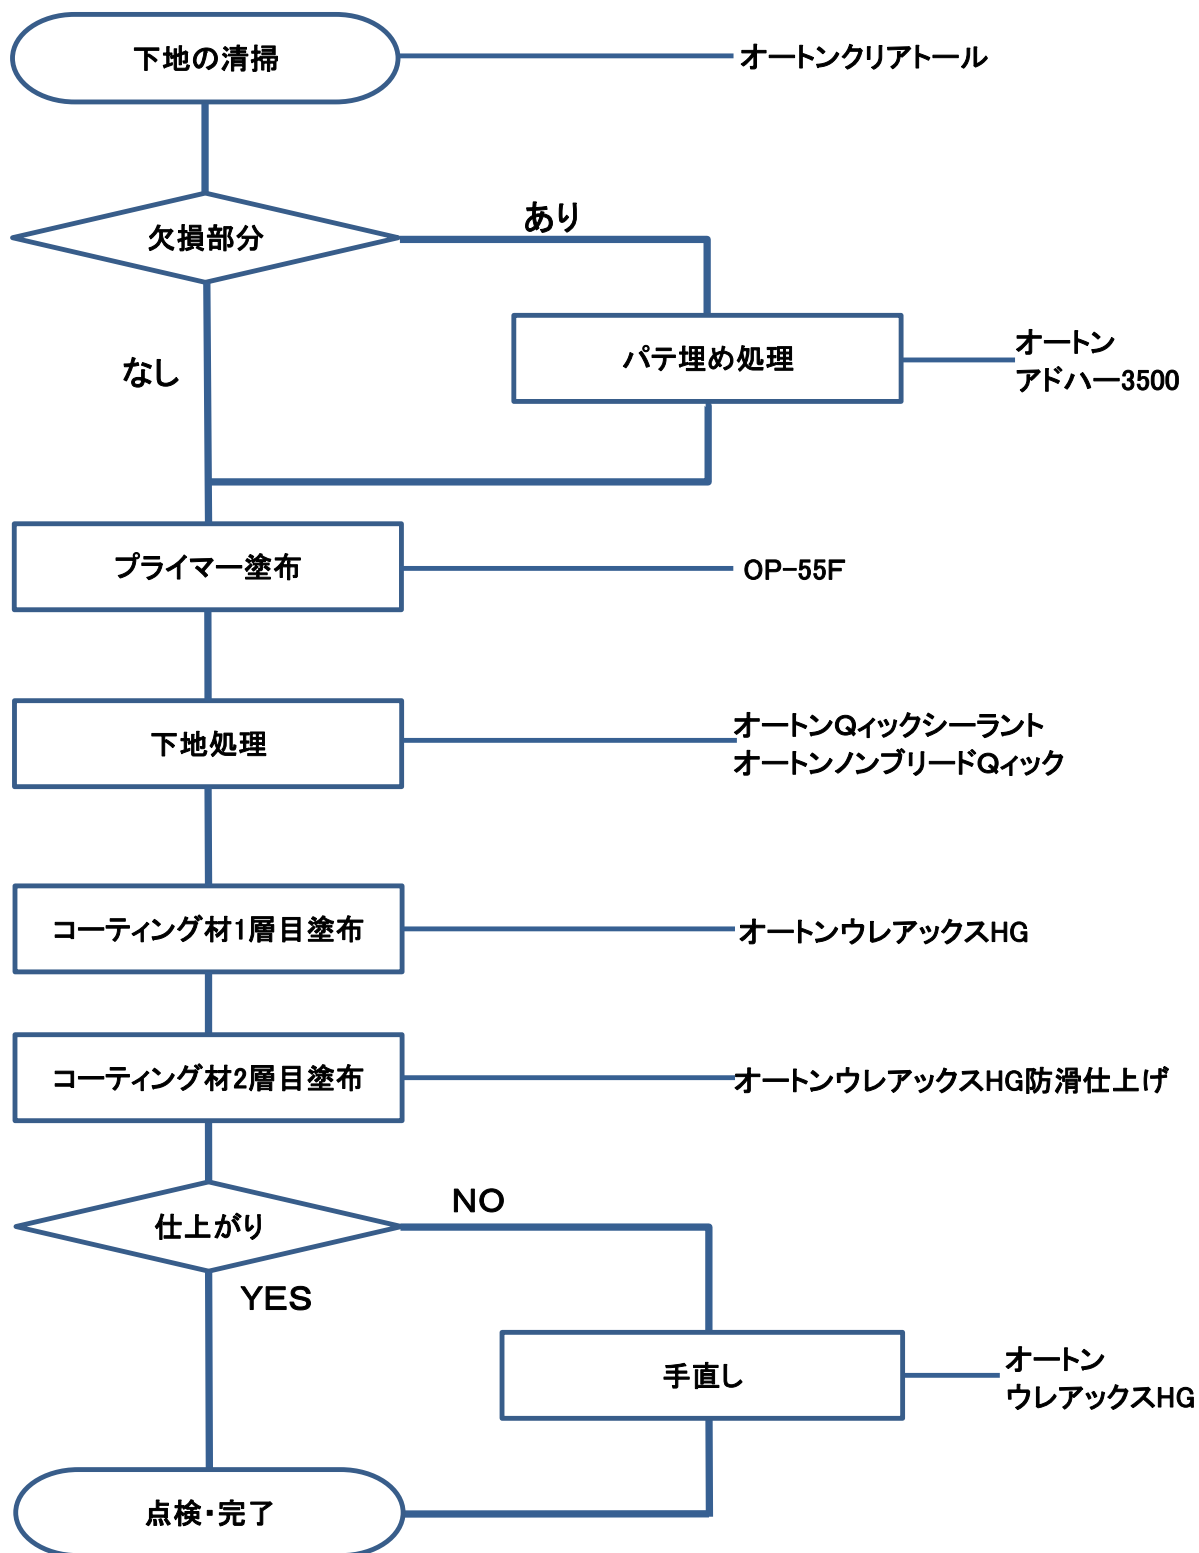 下地の清掃
オートンクリアトール
欠損部分
あり
なし
パテ埋め処理
オートン
アドハー3500
プライマー塗布
OP-55F
下地処理
オートンQィックシーラント
オートンノンブリードQィック
コーティング材1層目塗布
オートンウレアックスHG
コーティング材2層目塗布
オートンウレアックスHG防滑仕上げ
仕上がり
NO
YES
手直し
オートン
ウレアックスHG
点検・完了